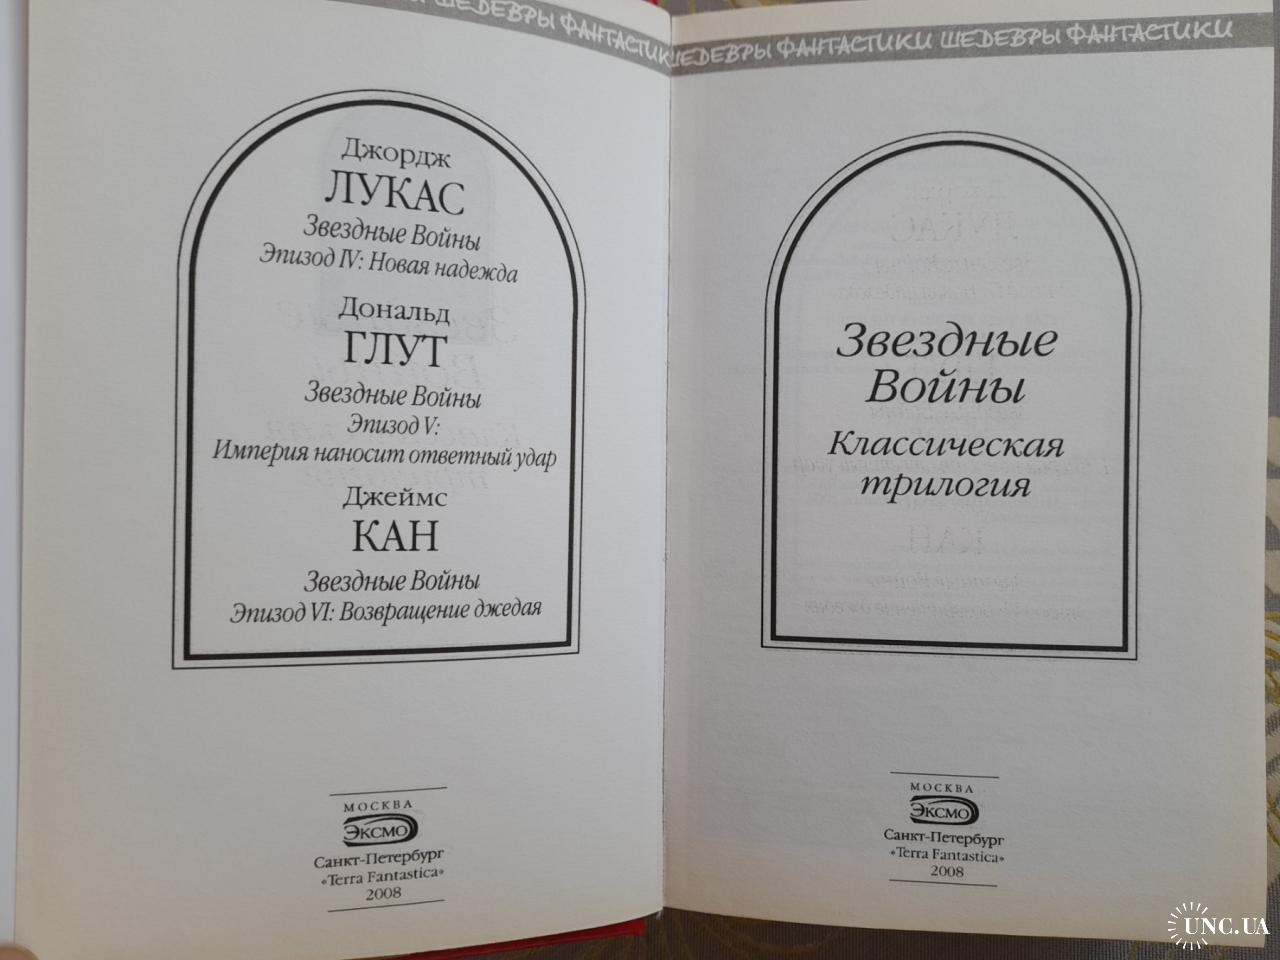 ШЕДЕВРЫ ФАНТАСТИК
Джордж
ЛУКАС
Звездные Войны
Эпизод IV: Новая надежда
Дональд
ГЛУТ
Звездные Войны
Эпизод V:
Империя наносит ответный удар
Джеймс
КАН
Звездные Войны
Эпизод VI: Возвращение джедая
МОСКВА
ЭКСМО
Санкт-Петербург
«Terra Fantastica»
2008
ШЕДЕВРЫ ФАНТАСТИКИ ШЕДЕВРЫ ФАНТАСТИКИ
Звездные
Войны
Классическая
трилогия
МОСКВА
ЭКСМО
Санкт-Петербург
«Terra Fantastica»
2008
UNC.UA